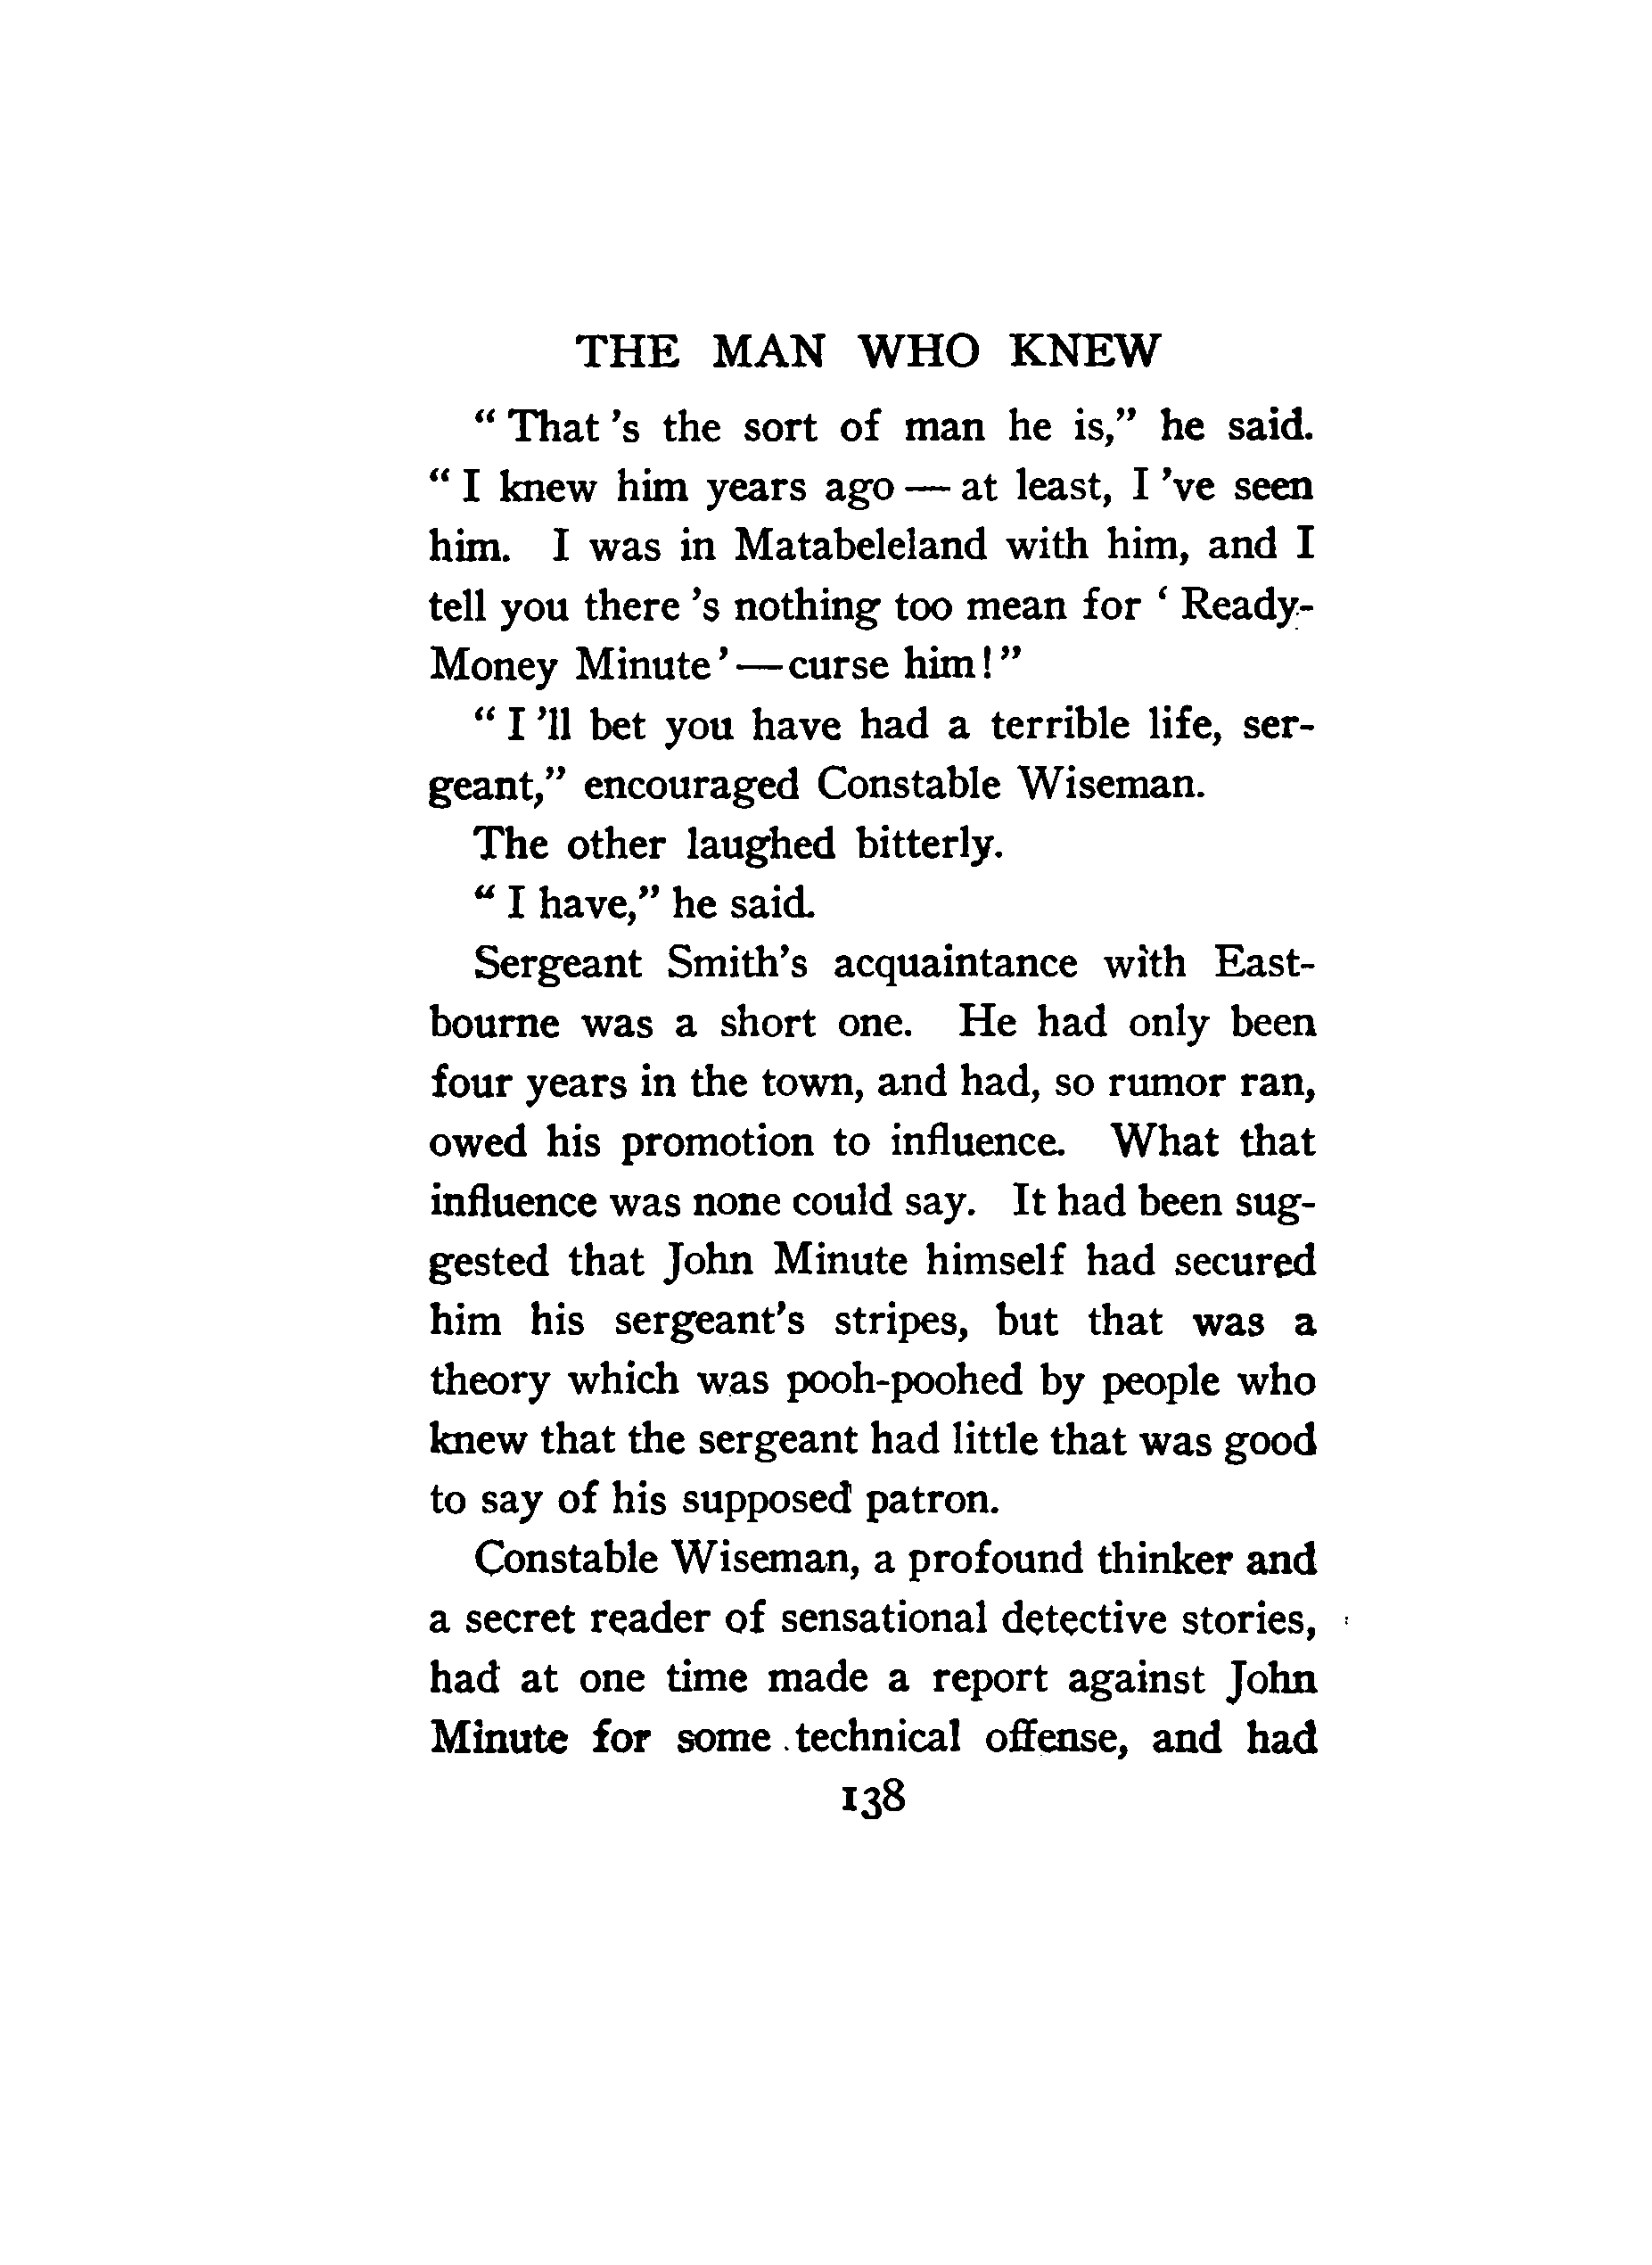 THE MAN WHO KNEW
“ That ’s the sort of man he is,” he said.
“ I knew him years ago — at least, I ’ve seen
him. I was in Matabeleland with him, and I
tell you there ’s nothing too mean for ‘ Ready-
Money Minute’—curse him!”
“ I ’ll bet you have had a terrible life, ser-
geant,” encouraged Constable Wiseman.
The other laughed bitterly.
“ I have,” he said.
Sergeant Smith’s acquaintance with East-
bourne was a short one. He had only been
four years in the town, and had, so rumor ran,
owed his promotion to influence. What that
influence was none could say. It had been sug-
gested that John Minute himself had secured
him his sergeant’s stripes, but that was a
theory which was pooh-poohed by people who
knew that the sergeant had little that was good
to say of his supposed patron.
Constable Wiseman, a profound thinker and
a secret reader of sensational detective stories,
had at one time made a report against John
Minute for some technical offense, and had
138